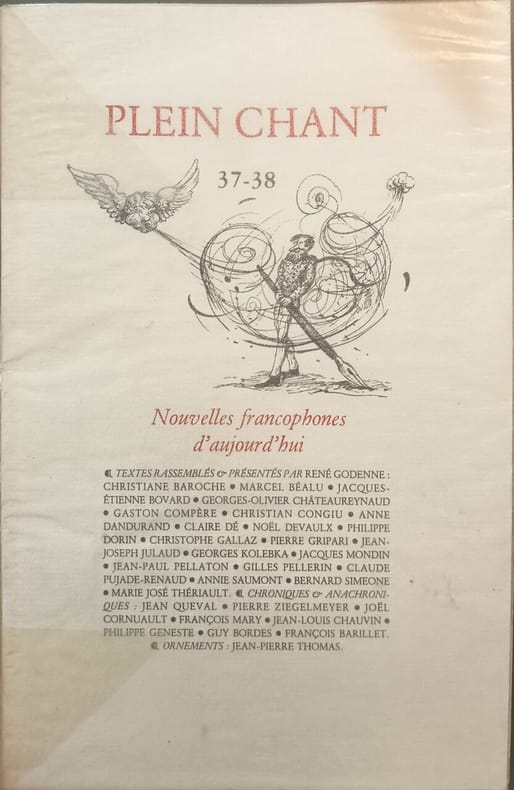 PLEIN CHANT
37-38
Nouvelles francophones
d'aujourd'hui
⁌ TEXTES RASSEMBLÉS & PRÉSENTÉS PAR RENÉ GODENNE :
CHRISTIANE BAROCHE ● MARCEL BÉALU ● JACQUES-
ÉTIENNE BOVARD ● GEORGES-OLIVIER CHÂTEAUREYNAUD
● GASTON COMPÈRE ● CHRISTIAN CONGIU ● ANNE
DANDURAND ● CLAIRE DÉ ● NOËL DEVAULX ● PHILIPPE
DORIN ● CHRISTOPHE GALLAZ ● PIERRE GRIPARI ● JEAN-
JOSEPH JULAUD ● GEORGES KOLEBKA ● JACQUES MONDIN
● JEAN-PAUL PELLATON ● GILLES PELLERIN ● CLAUDE
PUJADE-RENAUD ● ANNIE SAUMONT ● BERNARD SIMEONE
● MARIE JOSÉ THÉRIAULT. ⁌ CHRONIQUES & ANACHRONI-
QUES : JEAN QUEVAL ● PIERRE ZIEGELMEYER ● JOËL
CORNUAULT ● FRANÇOIS MARY ● JEAN-LOUIS CHAUVIN ●
PHILIPPE GENESTE ● GUY BORDES ● FRANÇOIS BARILLET.
⁌ ORNEMENTS : JEAN-PIERRE THOMAS.